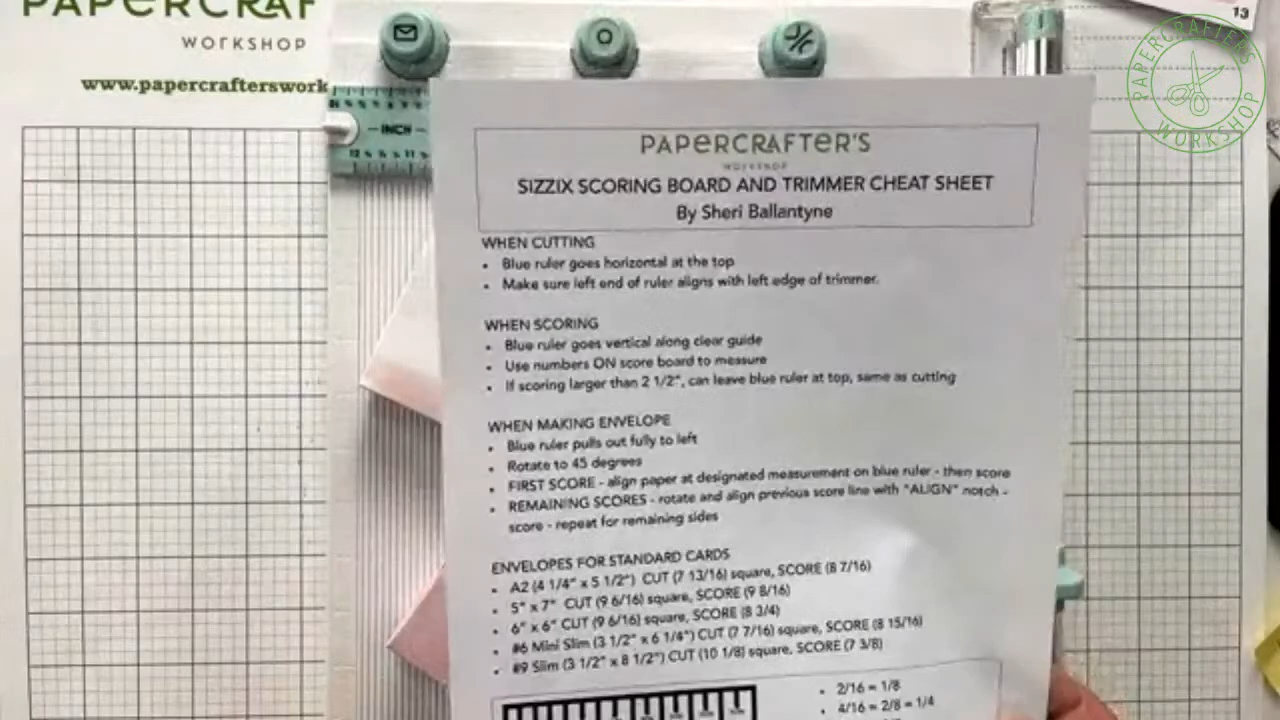 PAPERCRAF
WORKSHOP
www.papercrafterswork
INCH
13
PAPERCRAFTERS WORKSHOP
PAPERCRAFTER'S
WORKSHOP
SIZZIX SCORING BOARD AND TRIMMER CHEAT SHEET
By Sheri Ballantyne
WHEN CUTTING
• Blue ruler goes horizontal at the top
• Make sure left end of ruler aligns with left edge of trimmer.
WHEN SCORING
• Blue ruler goes vertical along clear guide
• Use numbers ON score board to measure
• If scoring larger than 2 1/2", can leave blue ruler at top, same as cutting
WHEN MAKING ENVELOPE
• Blue ruler pulls out fully to left
• Rotate to 45 degrees
• FIRST SCORE - align paper at designated measurement on blue ruler - then score
• REMAINING SCORES - rotate and align previous score line with "ALIGN" notch -
score - repeat for remaining sides
ENVELOPES FOR STANDARD CARDS
• A2 (4 1/4" x 5 1/2") CUT (7 13/16) square, SCORE (8 7/16)
• 5" x 7" CUT (9 6/16) square, SCORE (9 8/16)
• 6" x 6" CUT (9 6/16) square, SCORE (8 3/4)
• #6 Mini Slim (3 1/2" x 6 1/4") CUT (7 7/16) square, SCORE (8 15/16)
• #9 Slim (3 1/2" x 8 1/2") CUT (10 1/8) square, SCORE (7 3/8)
• 2/16 = 1/8
• 4/16 = 2/8 = 1/4